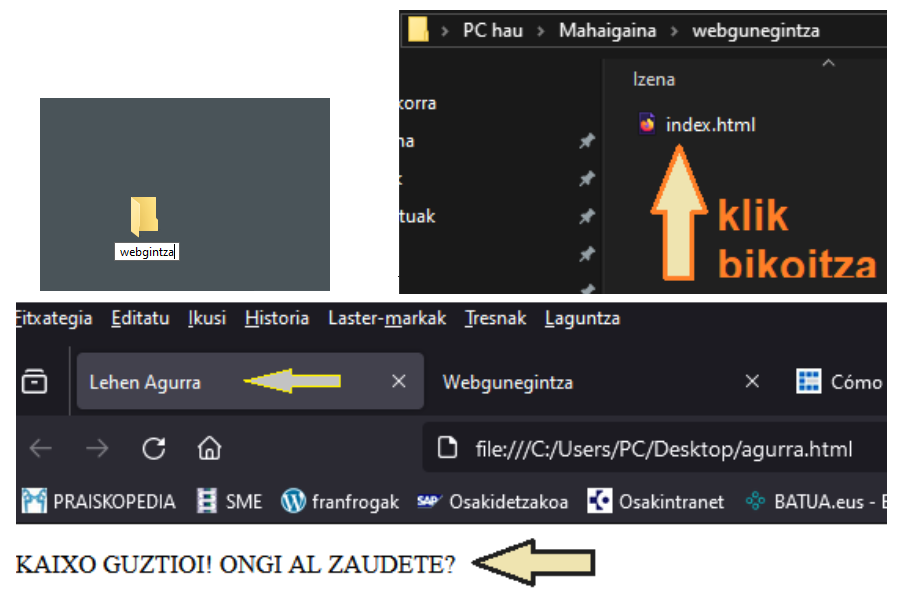 webgintza
PC hau > Mahaigaina > webgunegintza
Izena
korra
na
index.html
tuak
klik
bikoitza
Fitxategia Editatu Ikusi Historia Laster-markak Tresnak Laguntza
Lehen Agurra
Webgunegintza
Cómo
file:///C:/Users/PC/Desktop/agurra.html
PRAISKOPEDIA SME franfrogak SAP Osakidetzakoa Osakintranet BATUA.eus - E
KAIXO GUZTIOI! ONGI AL ZAUDETE?